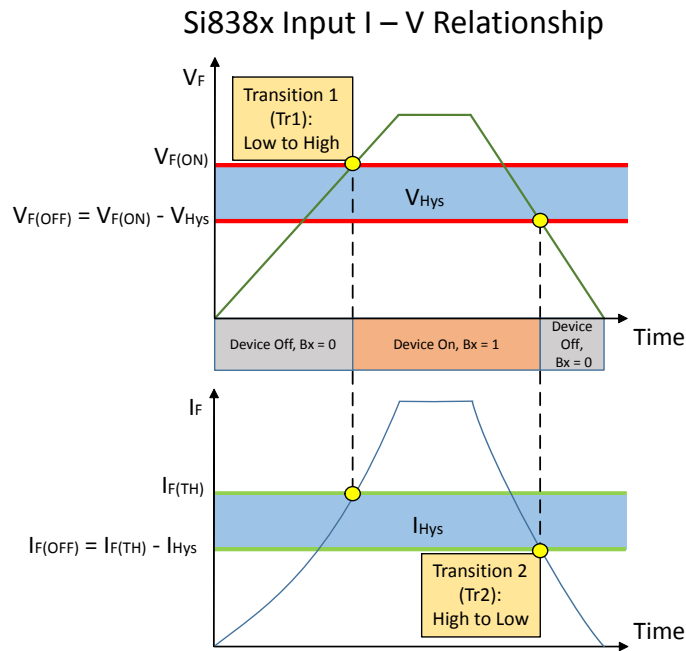 Si838x Input I – V Relationship
VF
Transition 1
(Tr1):
Low to High
VF(ON)
VHys
VF(OFF) = VF(ON) - VHys
Time
Device Off, Bx = 0
Device On, Bx = 1
Device
Off,
Bx = 0
IF
IF(TH)
IHys
IF(OFF) = IF(TH) - IHys
Transition 2
(Tr2):
High to Low
Time